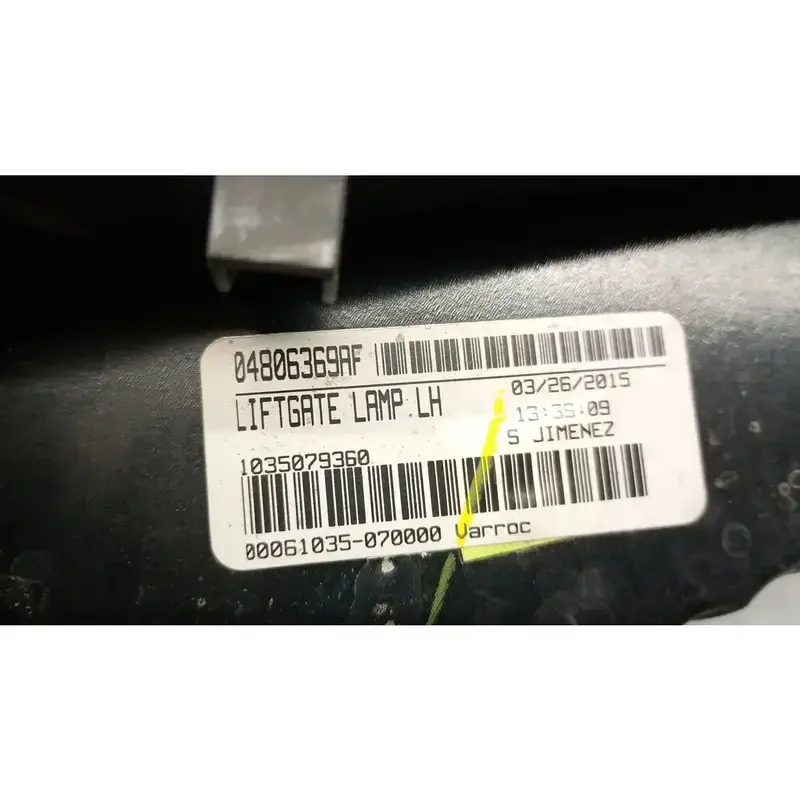 04806369AF
LIFTGATE LAMP LH
03/26/2015
13:35:09
S JIMENEZ
1035079360
00061035-070000 Varroc